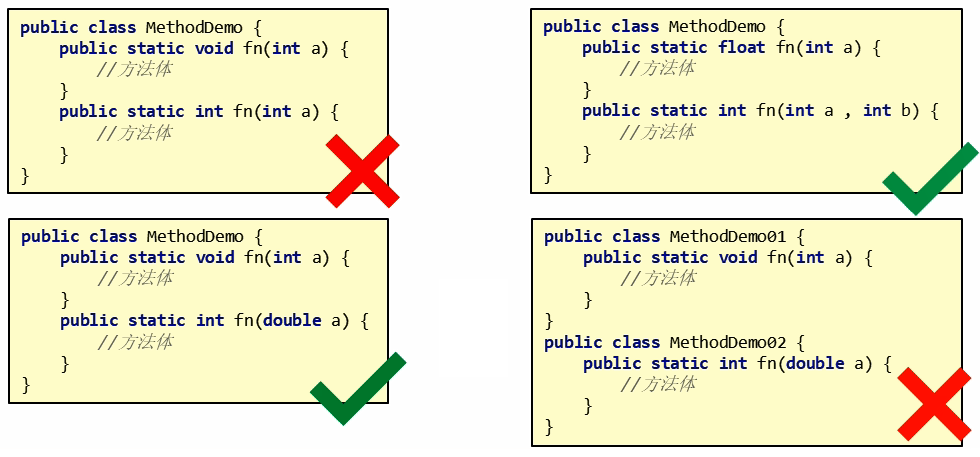 public class MethodDemo {
    public static void fn(int a) {
        //方法体
    }
    public static int fn(int a) {
        //方法体
    }
}
public class MethodDemo {
    public static float fn(int a) {
        //方法体
    }
    public static int fn(int a , int b) {
        //方法体
    }
}
public class MethodDemo {
    public static void fn(int a) {
        //方法体
    }
    public static int fn(double a) {
        //方法体
    }
}
public class MethodDemo01 {
    public static void fn(int a) {
        //方法体
    }
}
public class MethodDemo02 {
    public static int fn(double a) {
        //方法体
    }
}